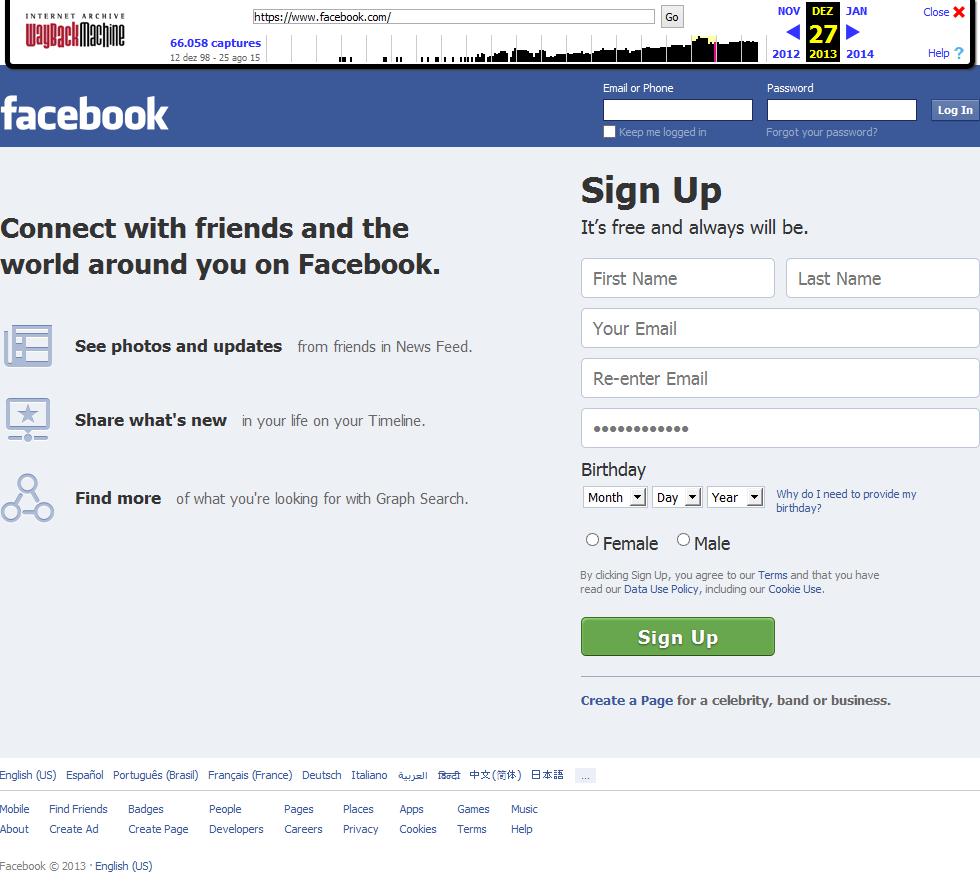 INTERNET ARCHIVE
WayBackMachine
https://www.facebook.com/
Go
66.058 captures
12 dez 98 - 25 ago 15
NOV DEZ JAN
27
2012 2013 2014
Close
Help ?
facebook
Email or Phone
Password
Log In
Keep me logged in
Forgot your password?
Connect with friends and the
world around you on Facebook.
See photos and updates from friends in News Feed.
Share what's new in your life on your Timeline.
Find more of what you're looking for with Graph Search.
Sign Up
It’s free and always will be.
First Name
Last Name
Your Email
Re-enter Email
••••••••••••
Birthday
Month Day Year
Why do I need to provide my
birthday?
Female Male
By clicking Sign Up, you agree to our Terms and that you have
read our Data Use Policy, including our Cookie Use.
Sign Up
Create a Page for a celebrity, band or business.
English (US) Español Português (Brasil) Français (France) Deutsch Italiano العربية हिन्दी 中文(简体) 日本語 ...
Mobile Find Friends Badges People Pages Places Apps Games Music
About Create Ad Create Page Developers Careers Privacy Cookies Terms Help
Facebook © 2013 · English (US)